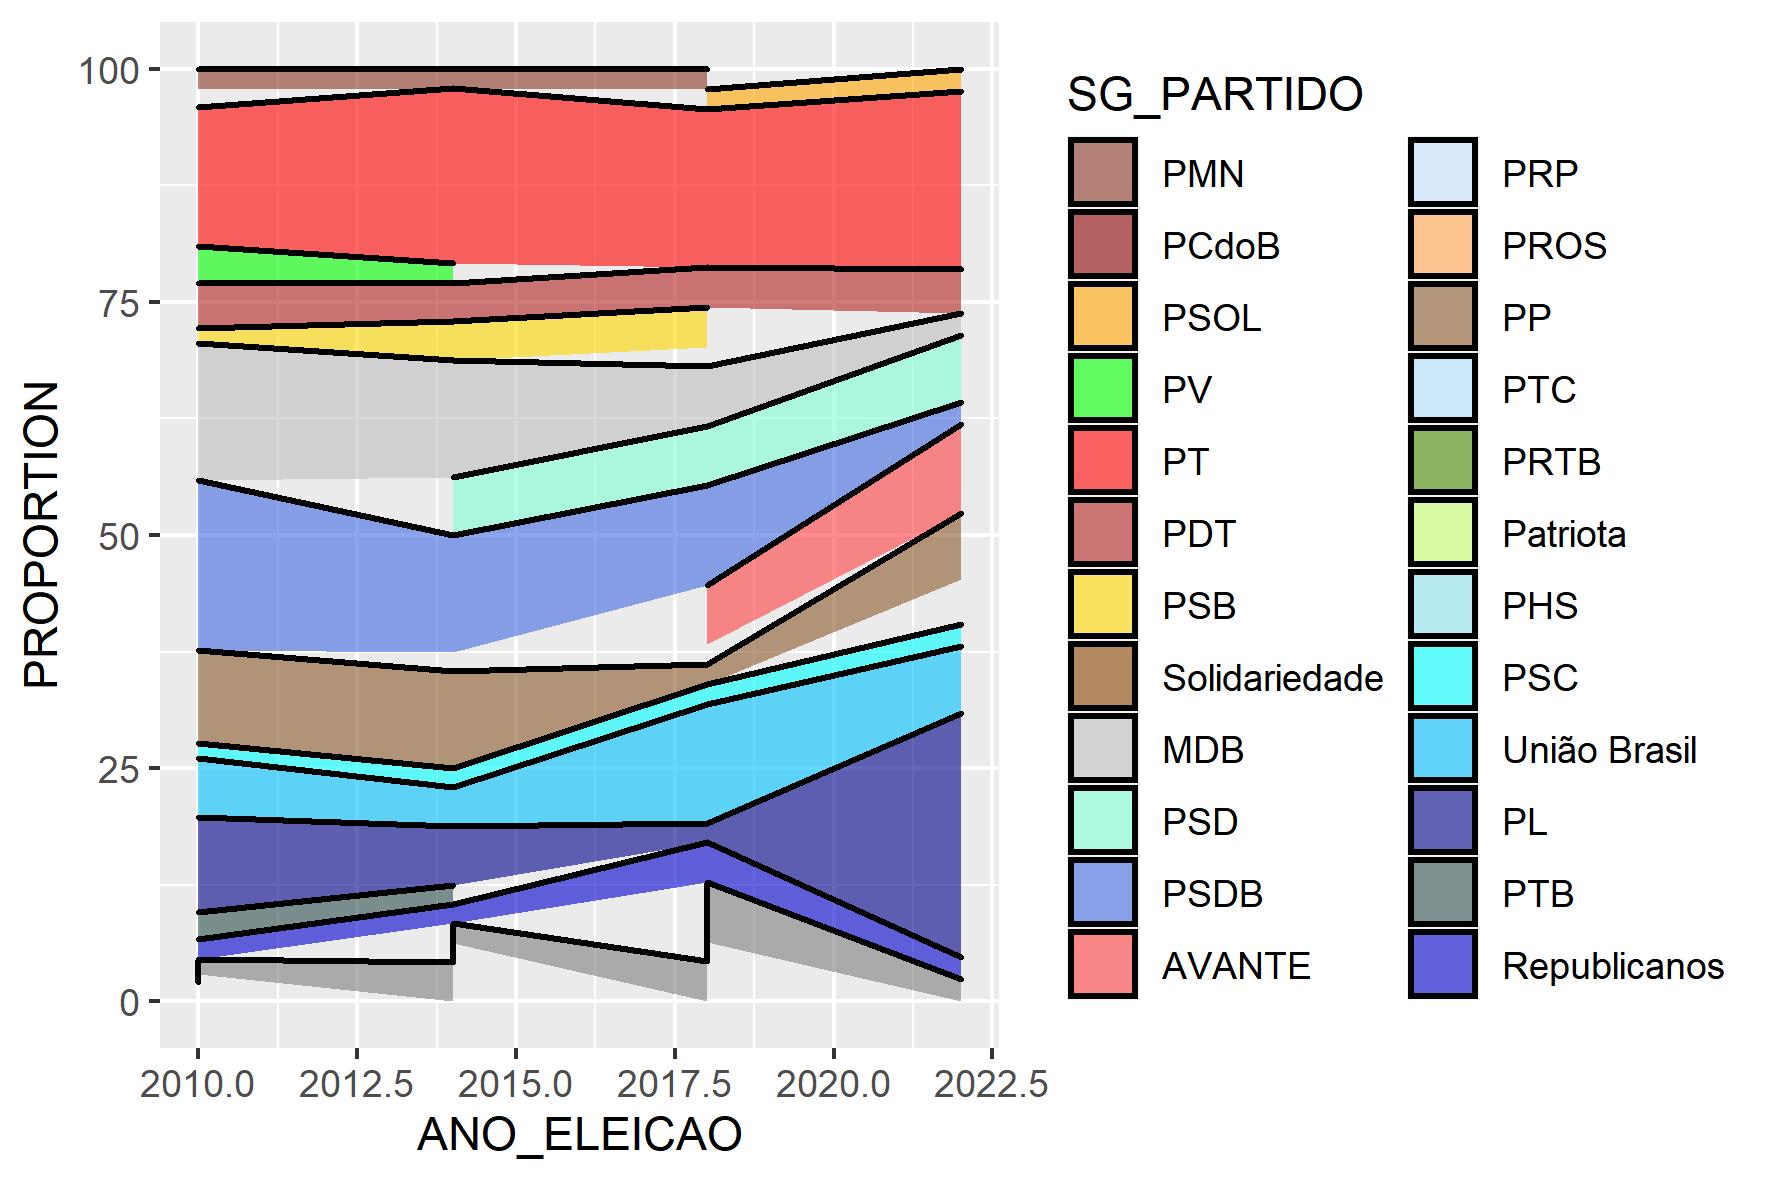 PROPORTION
100
75
50
25
0
2010.0 2012.5 2015.0 2017.5 2020.0 2022.5
ANO_ELEICAO
SG_PARTIDO
PMN
PCdoB
PSOL
PV
PT
PDT
PSB
Solidariedade
MDB
PSD
PSDB
AVANTE
PRP
PROS
PP
PTC
PRTB
Patriota
PHS
PSC
União Brasil
PL
PTB
Republicanos